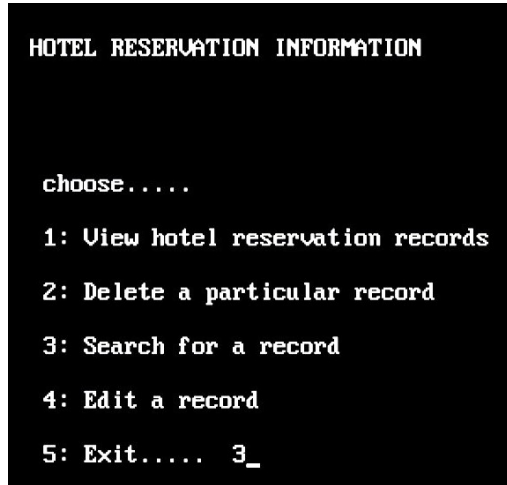 HOTEL RESERVATION INFORMATION
choose.....
1: View hotel reservation records
2: Delete a particular record
3: Search for a record
4: Edit a record
5: Exit..... 3_